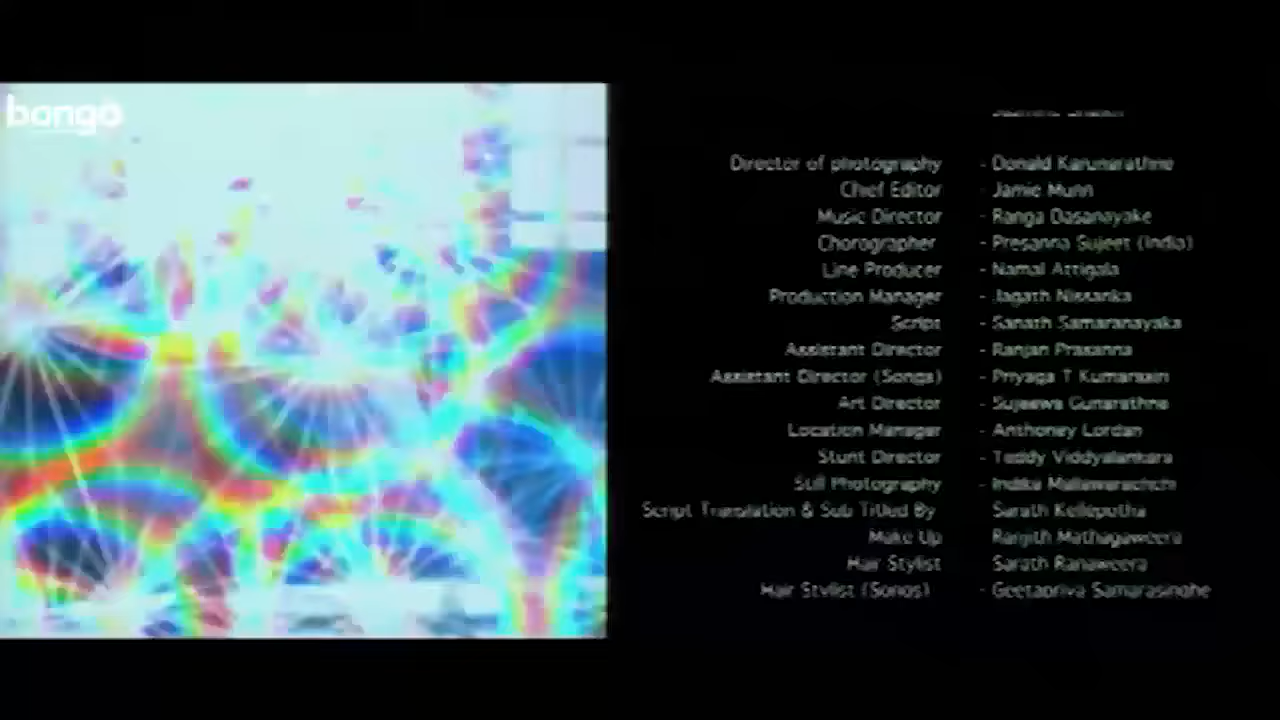 bango
Director of photography - Donald Karunarathne
Chief Editor - Jamie Munn
Music Director - Ranga Dasanayake
Chorographer - Presanna Sujeet (India)
Line Producer - Namal Attigala
Production Manager - Jagath Nissanka
Script - Sanath Samaranayaka
Assistant Director - Ranjan Prasanna
Assistant Director (Songs) - Priyaga T
Art Director - Sujeewa Gunarathne
Location Manager - Anthoney Lordan
Stunt Director - Teddy Viddyalankara
Still Photography - Indika
Script Translation & Sub Titled By Sarath Kellepotha
Make Up Ranjith Mathagaweera
Hair Stylist Sarath Ranaweera
Hair Stylist (Songs) - Geetapriya Samarasinghe